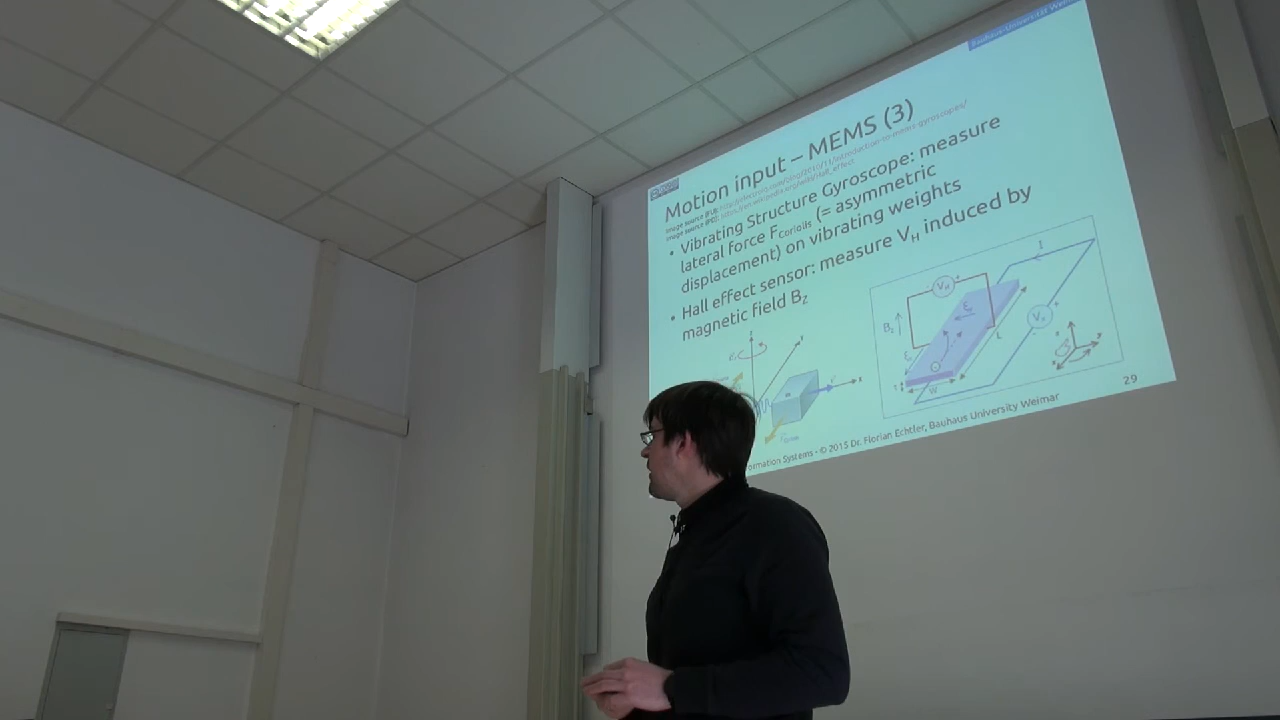 Bauhaus-Universität Weimar
Motion input – MEMS (3)
• Vibrating Structure Gyroscope: measure
lateral force Fcoriolis (= asymmetric
displacement) on vibrating weights
• Hall effect sensor: measure VH induced by
magnetic field BZ
I
VH
L
W
29
formation Systems - © 2015 Dr. Florian Echtler, Bauhaus University Weimar